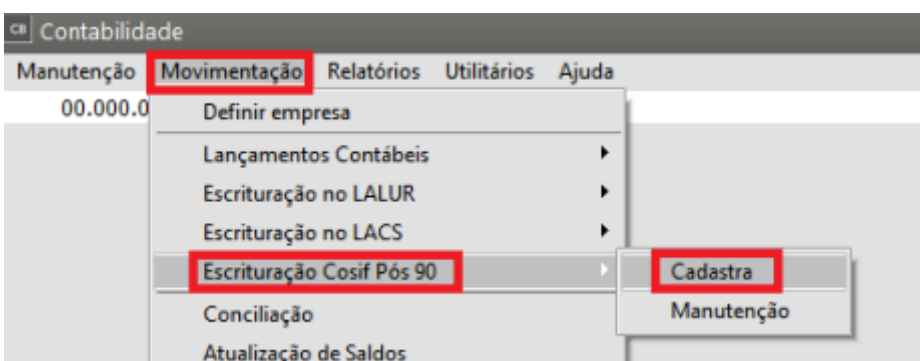 CB Contabilidade
Manutenção Movimentação Relatórios Utilitários Ajuda
00.000.0
Definir empresa
Lançamentos Contábeis
Escrituração no LALUR
Escrituração no LACS
Escrituração Cosif Pós 90
Cadastra
Conciliação
Manutenção
Atualização de Saldos